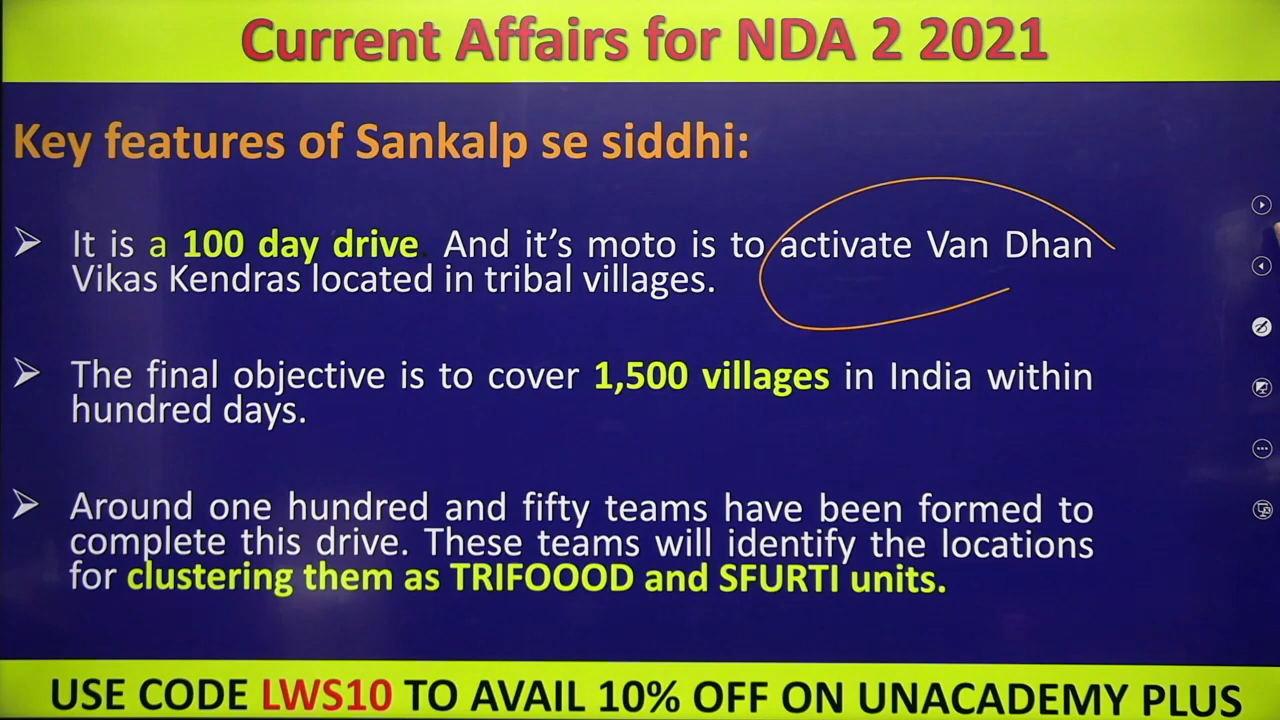 Current Affairs for NDA 2 2021
Key features of Sankalp se siddhi:
It is a 100 day drive. And it's moto is to activate Van Dhan
Vikas Kendras located in tribal villages.
The final objective is to cover 1,500 villages in India within
hundred days.
Around one hundred and fifty teams have been formed to
complete this drive. These teams will identify the locations
for clustering them as TRIFOOOD and SFURTI units.
USE CODE LWS10 TO AVAIL 10% OFF ON UNACADEMY PLUS